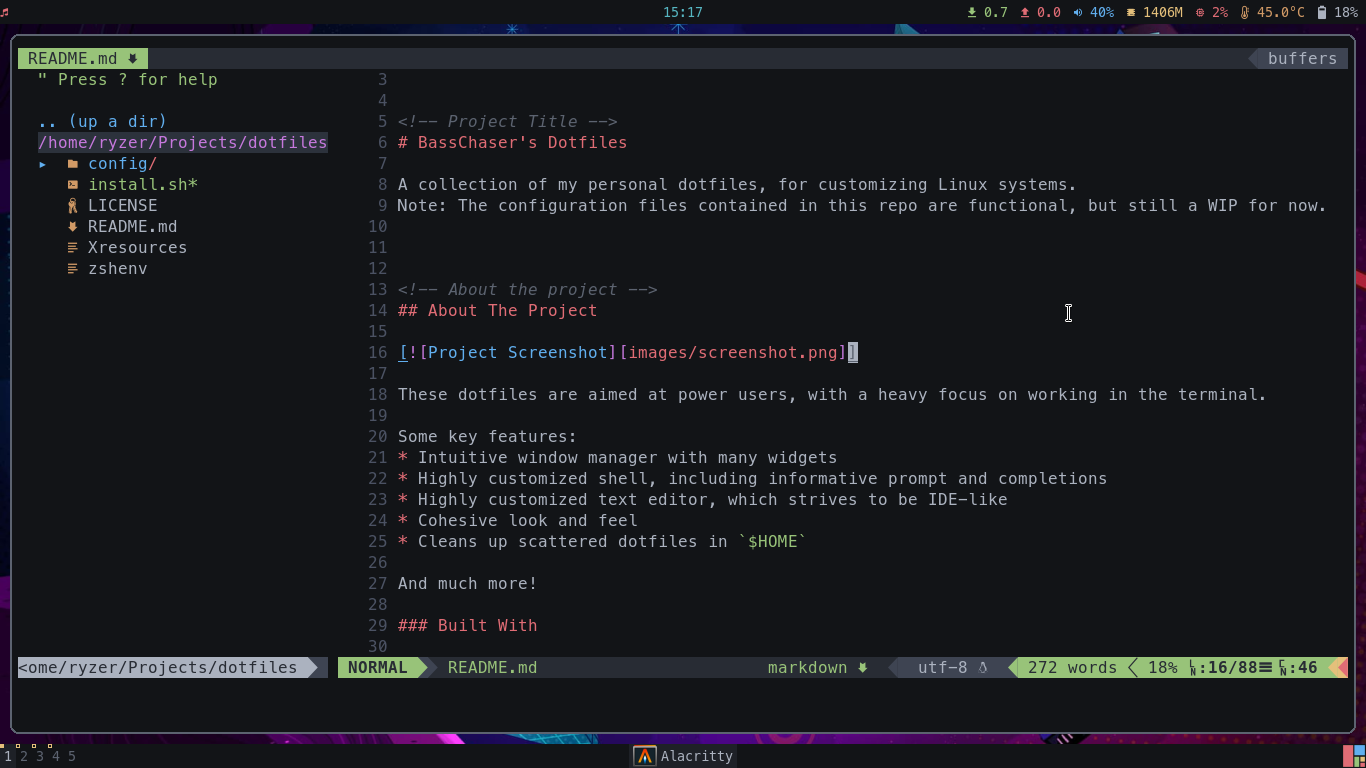 15:17
0.7 0.0 40% 1406M 2% 45.0°C 18%
README.md
buffers
" Press ? for help
.. (up a dir)
/home/ryzer/Projects/dotfiles
config/
install.sh*
LICENSE
README.md
Xresources
zshenv
3
4
5 <!-- Project Title -->
6 # BassChaser's Dotfiles
7
8 A collection of my personal dotfiles, for customizing Linux systems.
9 Note: The configuration files contained in this repo are functional, but still a WIP for now.
10
11
12
13 <!-- About the project -->
14 ## About The Project
15
16 [![Project Screenshot][images/screenshot.png]]
17
18 These dotfiles are aimed at power users, with a heavy focus on working in the terminal.
19
20 Some key features:
21 * Intuitive window manager with many widgets
22 * Highly customized shell, including informative prompt and completions
23 * Highly customized text editor, which strives to be IDE-like
24 * Cohesive look and feel
25 * Cleans up scattered dotfiles in `$HOME`
26
27 And much more!
28
29 ### Built With
30
<ome/ryzer/Projects/dotfiles
NORMAL README.md markdown utf-8 272 words 18% LN:16/88☰ CN:46
1 2 3 4 5
Alacritty